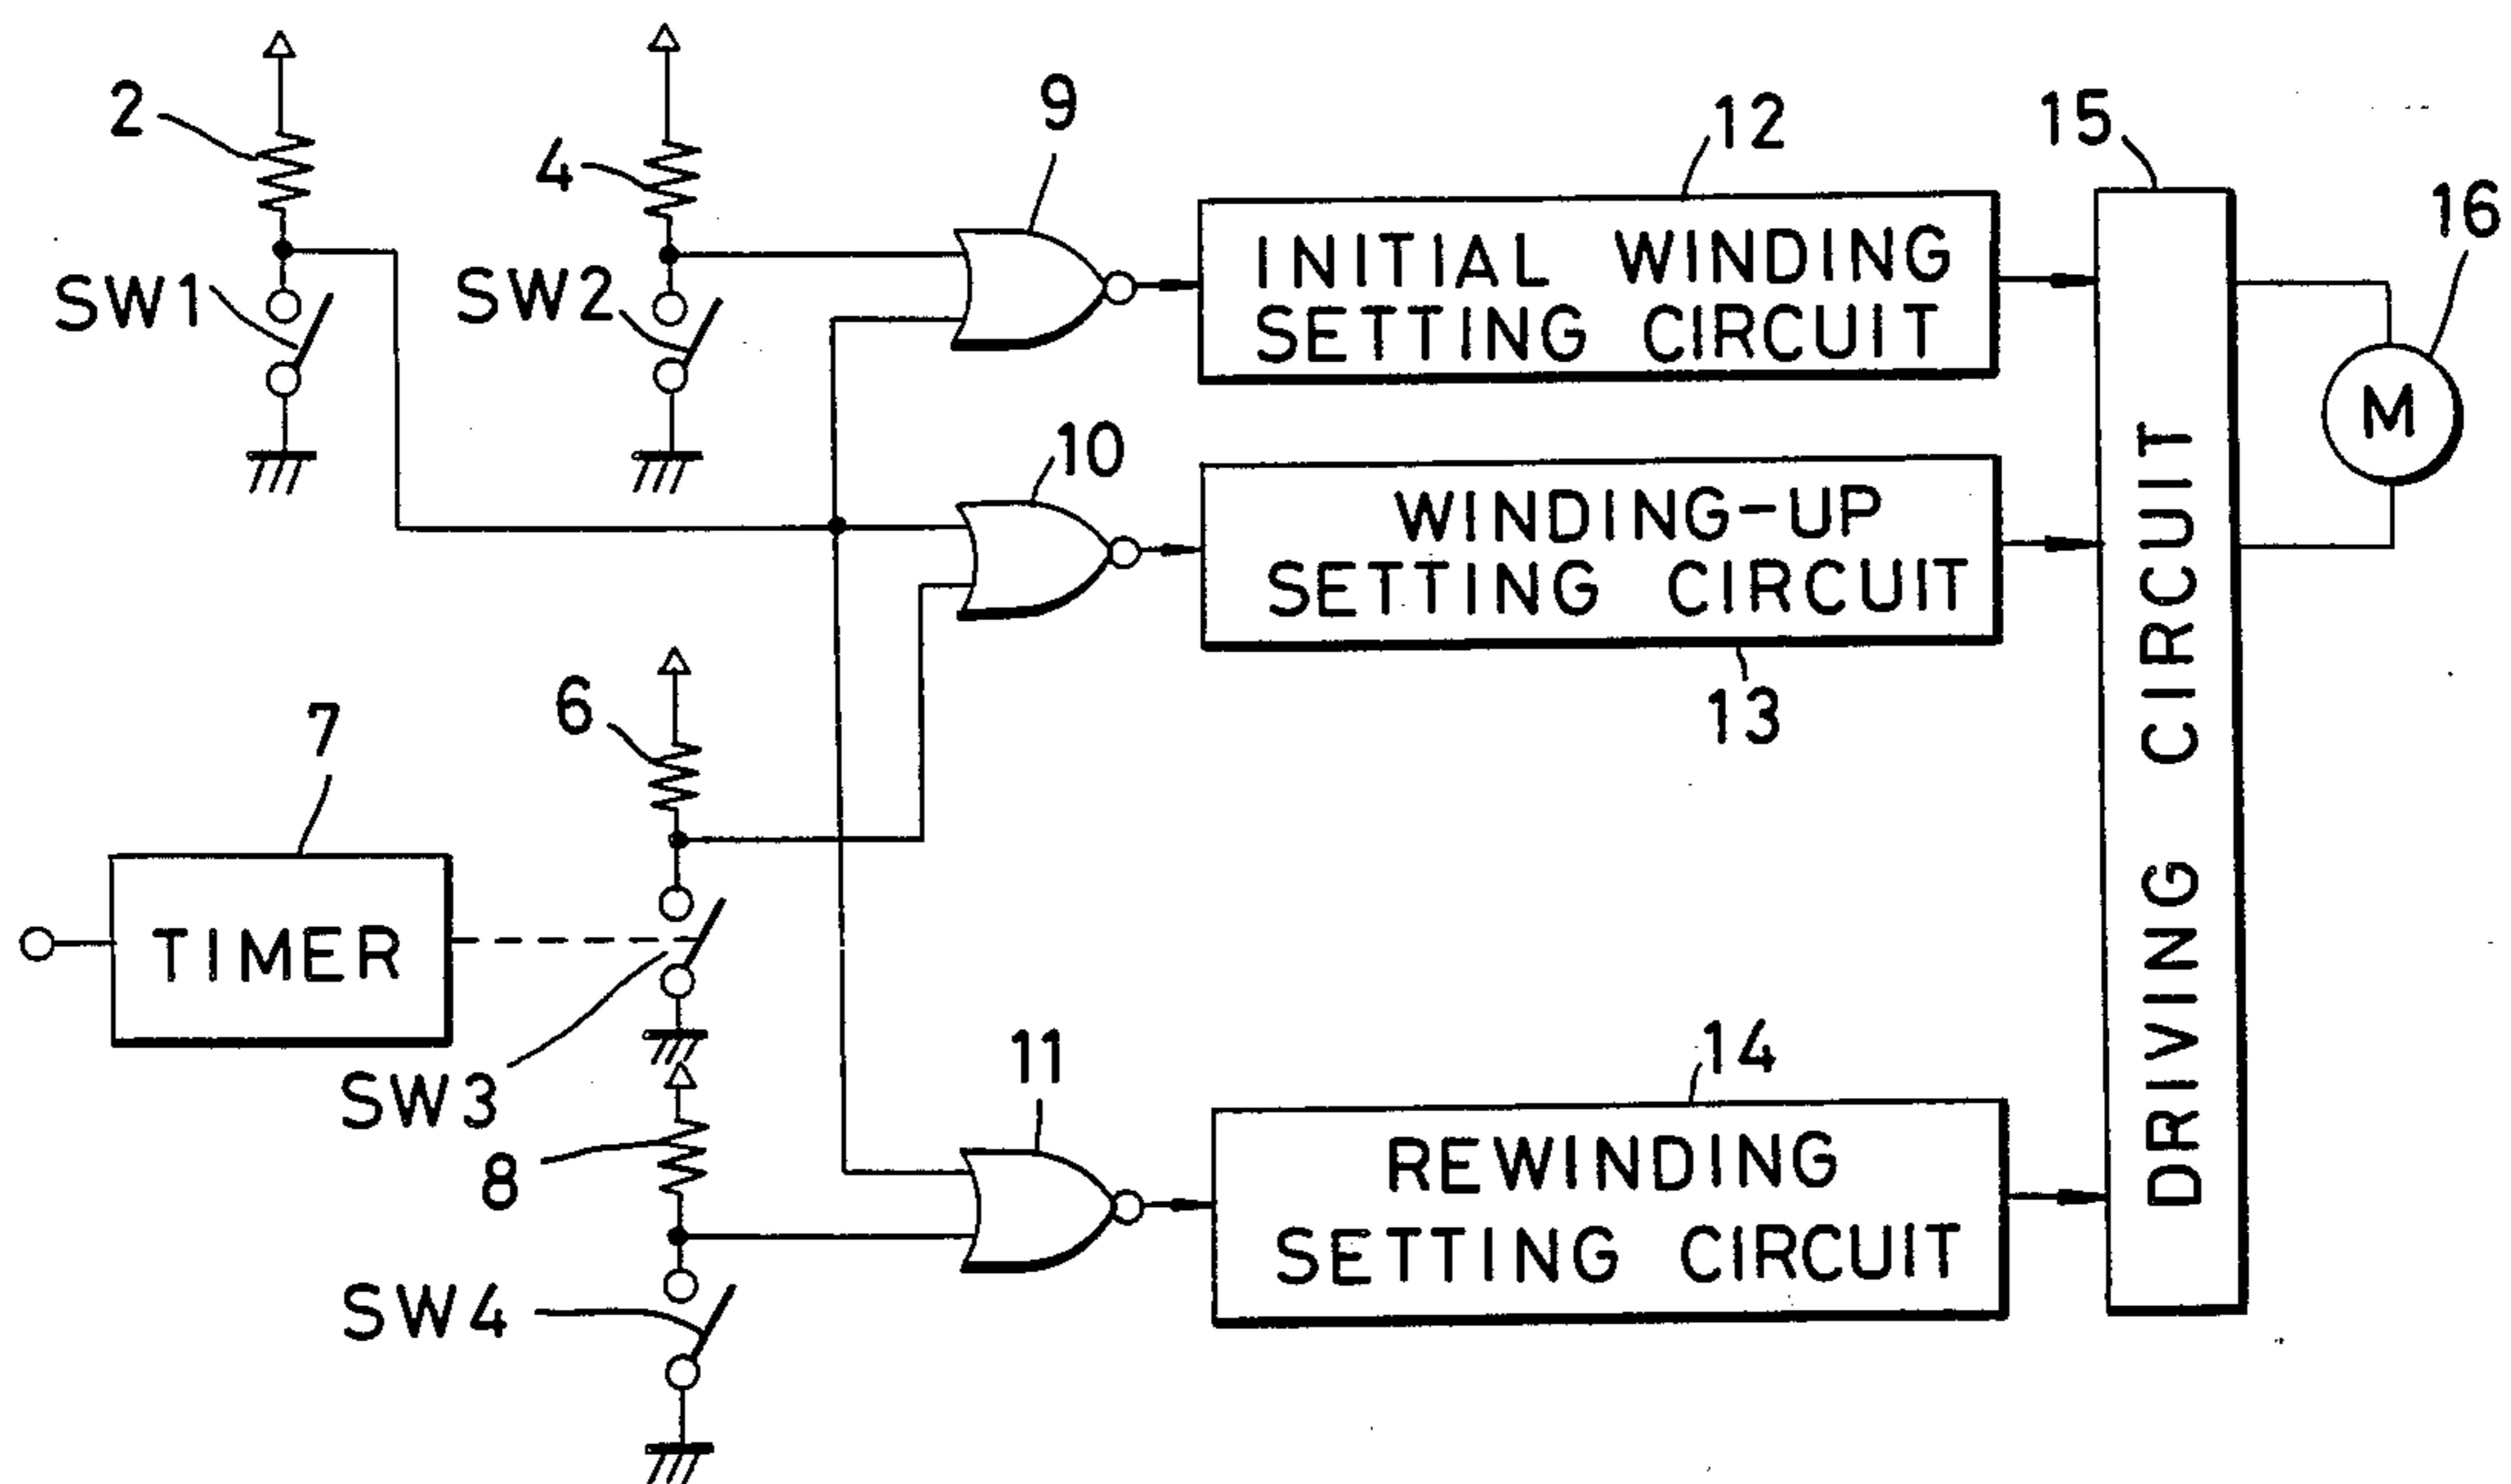 2
4
9
12
15
16
SW1
SW2
INITIAL WINDING
SETTING CIRCUIT
M
10
WINDING-UP
SETTING CIRCUIT
13
6
7
TIMER
SW3
8
11
14
REWINDING
SETTING CIRCUIT
SW4
DRIVING CIRCUIT